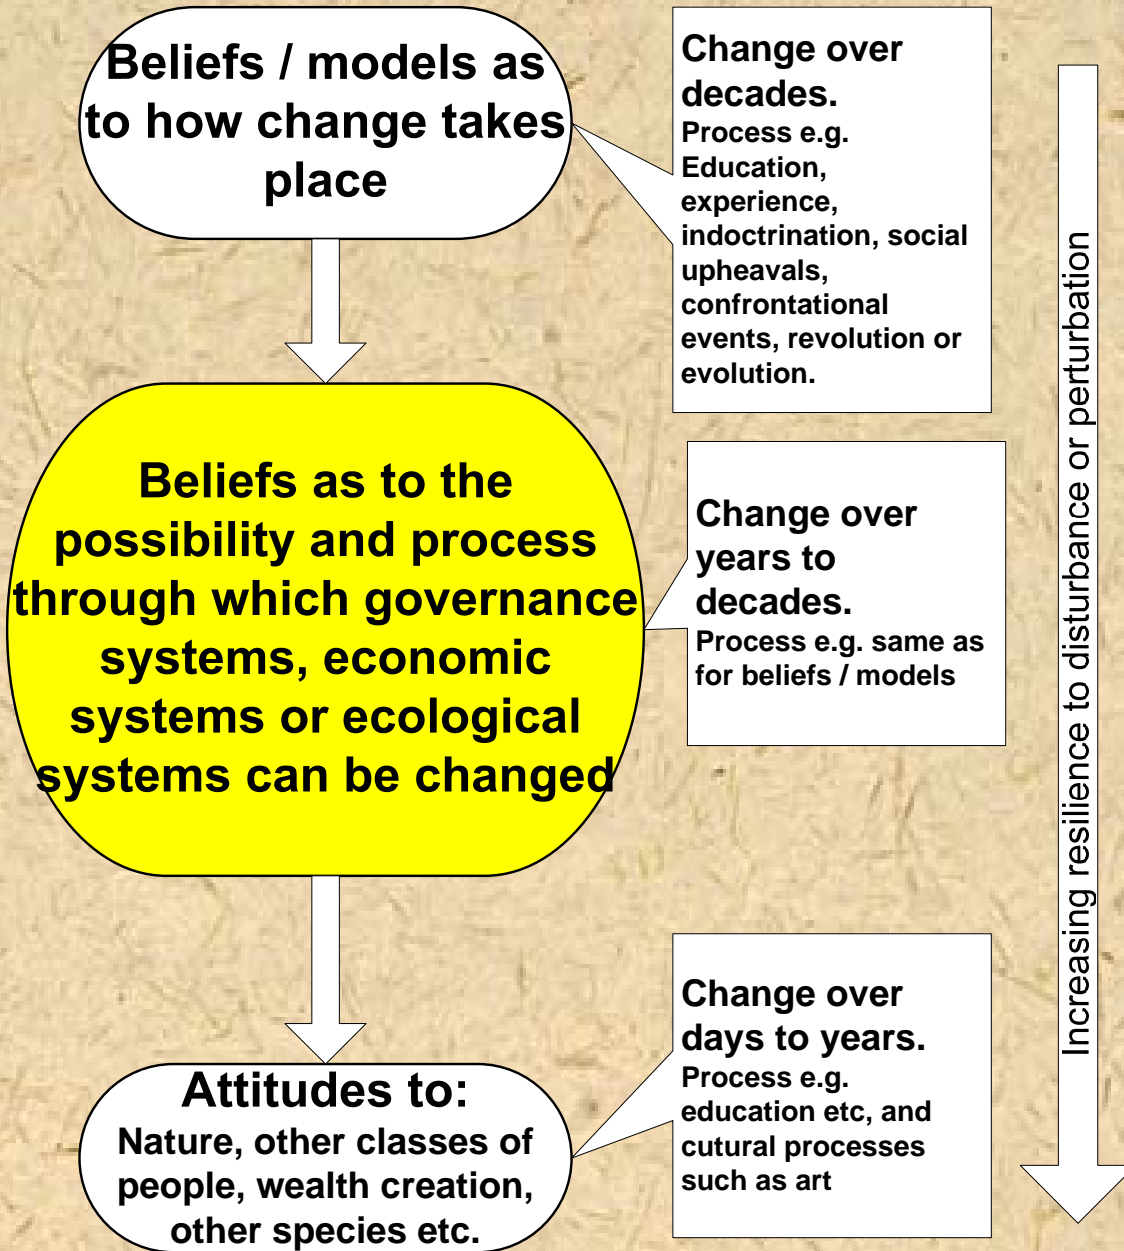 Beliefs / models as
to how change takes
place
Change over
decades.
Process e.g.
Education,
experience,
indoctrination, social
upheavals,
confrontational
events, revolution or
evolution.
Beliefs as to the
possibility and process
through which governance
systems, economic
systems or ecological
systems can be changed
Change over
years to
decades.
Process e.g. same as
for beliefs / models
Attitudes to:
Nature, other classes of
people, wealth creation,
other species etc.
Change over
days to years.
Process e.g.
education etc, and
cutural processes
such as art
Increasing resilience to disturbance or perturbation